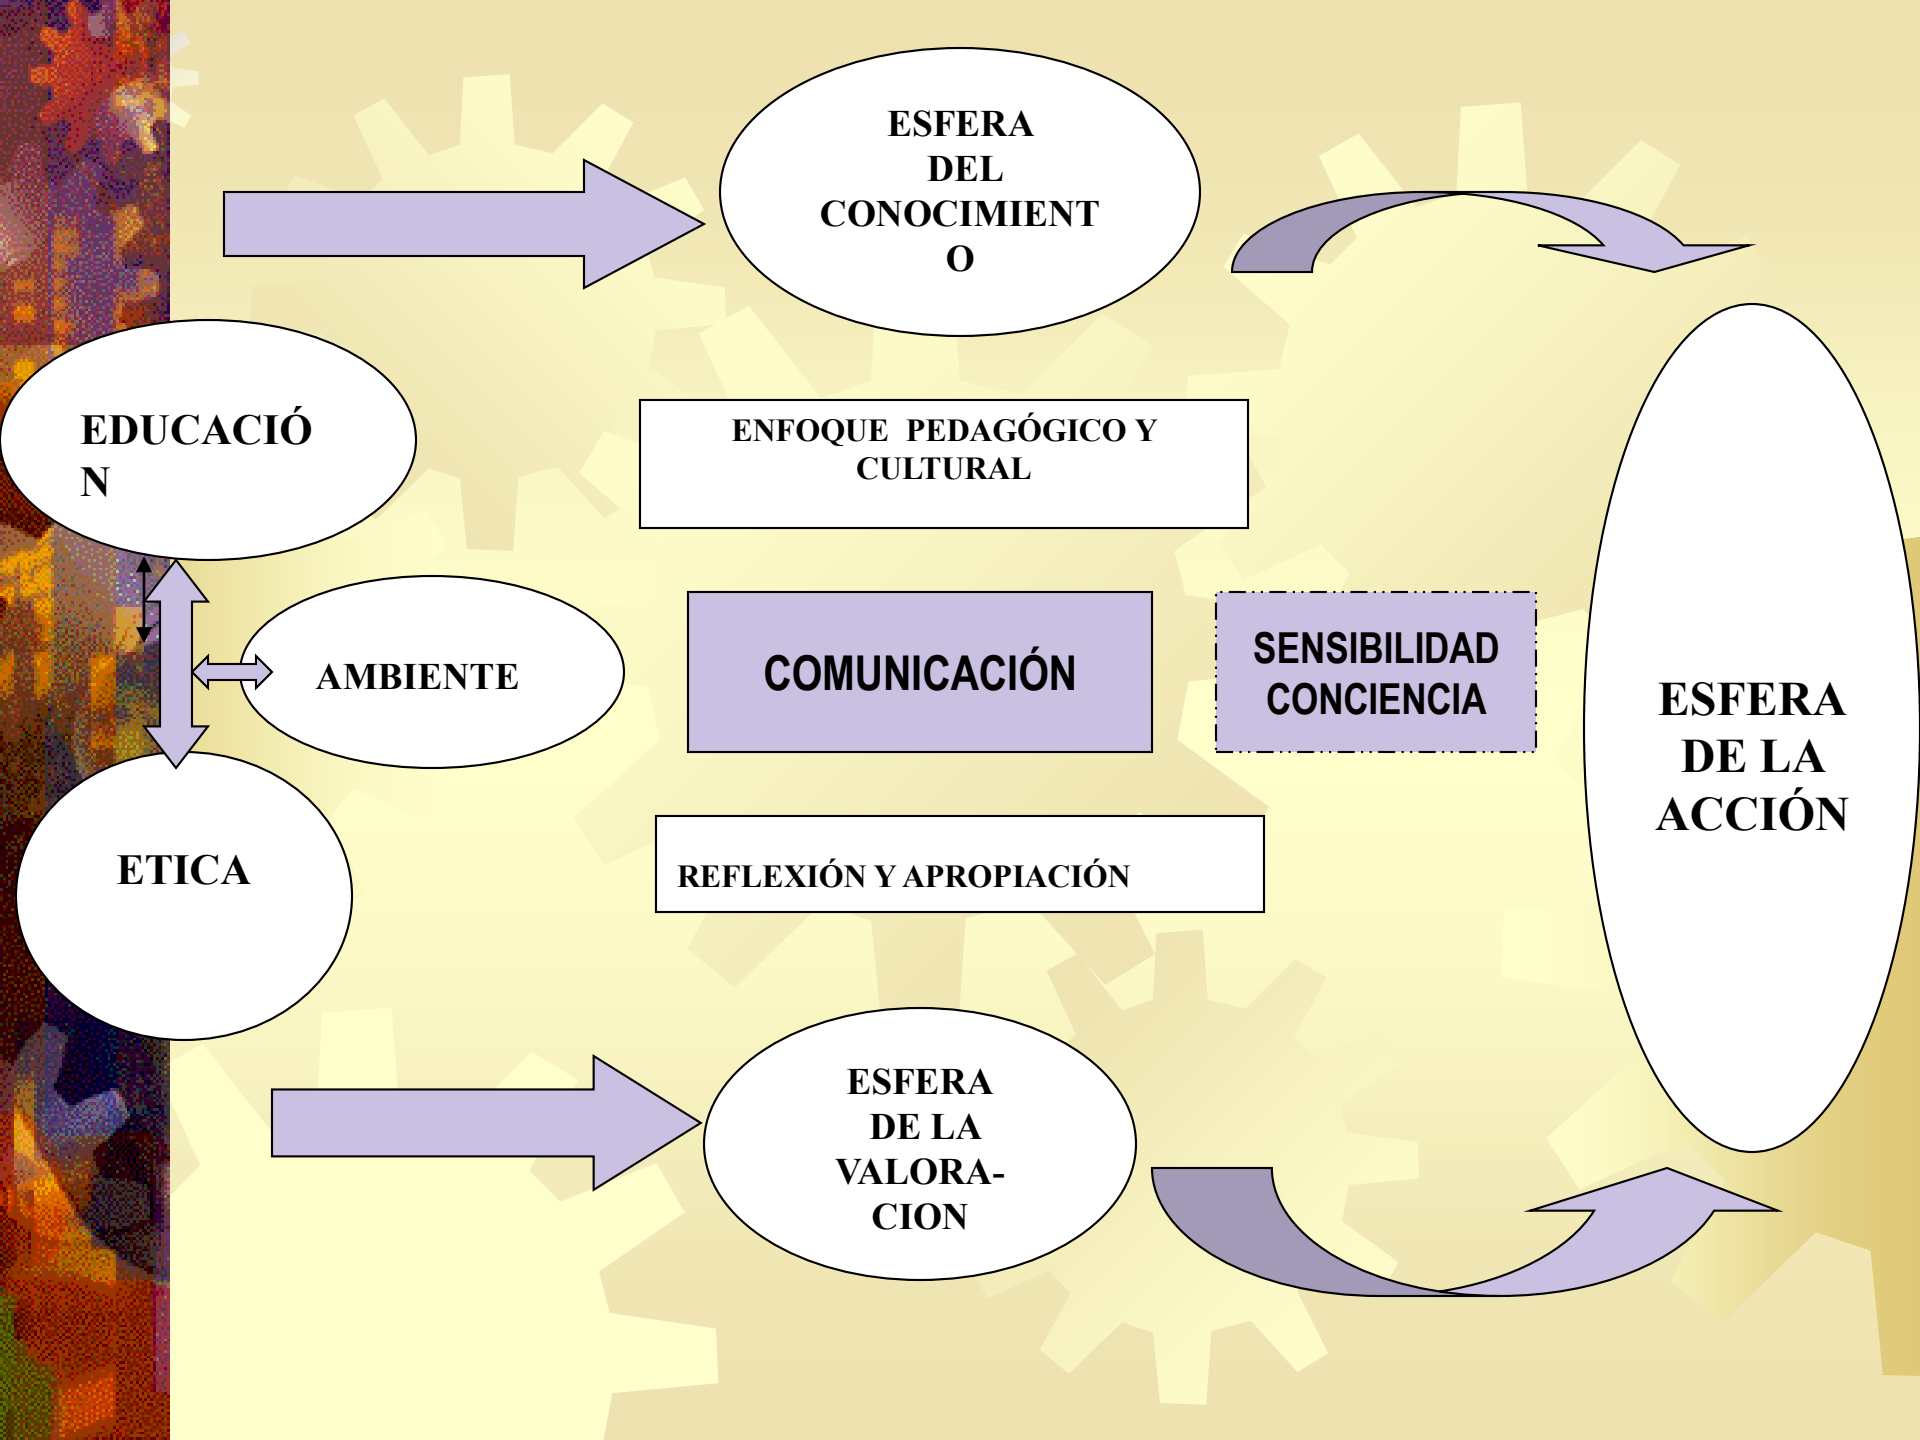 ESFERA
DEL
CONOCIMIENT
O
EDUCACIÓ
N
ENFOQUE PEDAGÓGICO Y
CULTURAL
AMBIENTE
COMUNICACIÓN
SENSIBILIDAD
CONCIENCIA
ESFERA
DE LA
ACCIÓN
ETICA
REFLEXIÓN Y APROPIACIÓN
ESFERA
DE LA
VALORA-
CION